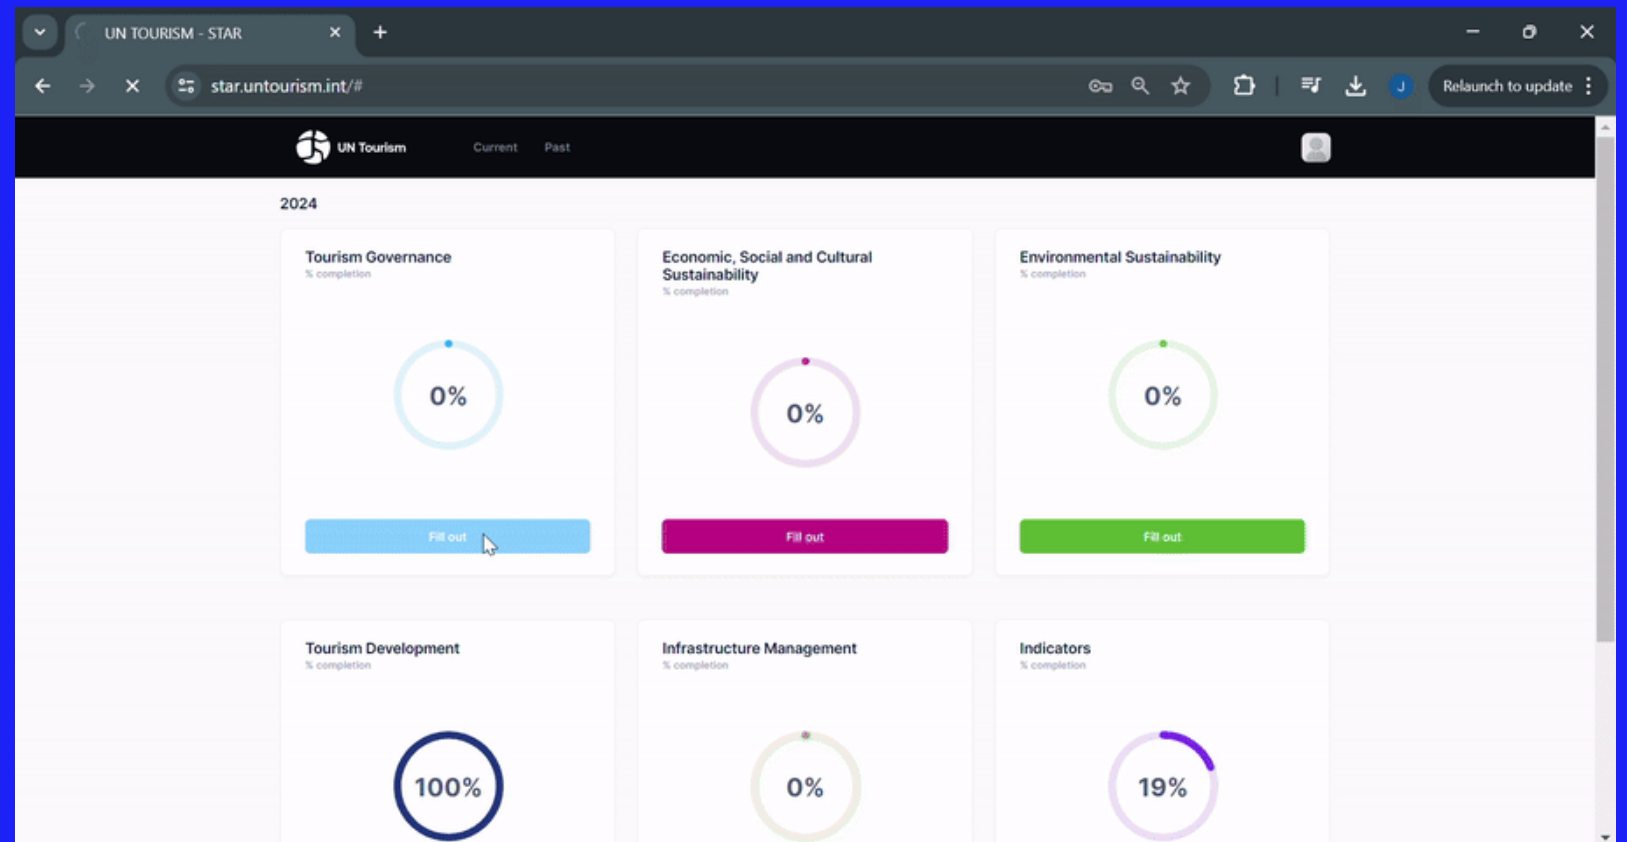 UN TOURISM - STAR
star.untourism.int/#
J
Relaunch to update
UN Tourism
Current
Past
2024
Tourism Governance
% completion
0%
Fill out
Economic, Social and Cultural
Sustainability
% completion
0%
Fill out
Environmental Sustainability
% completion
0%
Fill out
Tourism Development
% completion
100%
Infrastructure Management
% completion
0%
Indicators
% completion
19%